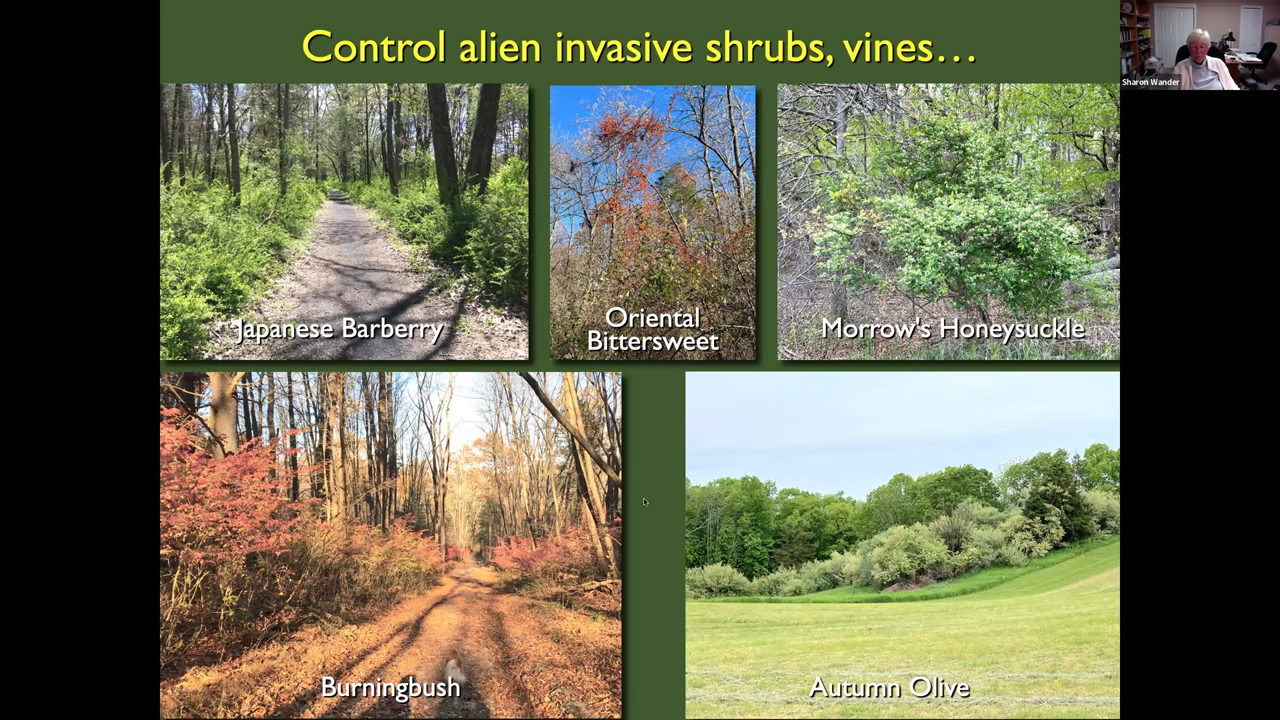 Control alien invasive shrubs, vines…
Sharon Wander
Japanese Barberry
Oriental
Bittersweet
Morrow's Honeysuckle
Burningbush
Autumn Olive